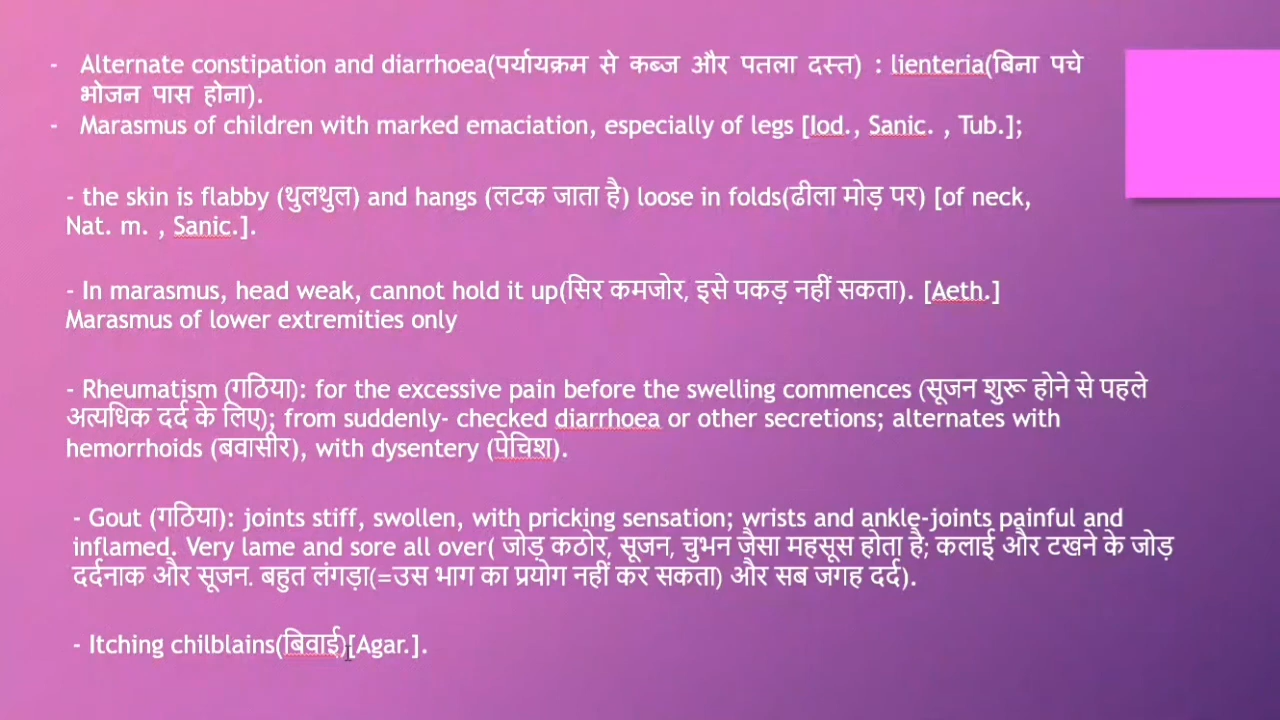 - Alternate constipation and diarrhoea(पर्यायक्रम से कब्ज और पतला दस्त) : lienteria(बिना पचे
भोजन पास होना).
- Marasmus of children with marked emaciation, especially of legs [Iod., Sanic. , Tub.];
- the skin is flabby (थुलथुल) and hangs (लटक जाता है) loose in folds(ढीला मोड़ पर) [of neck,
Nat. m. , Sanic.].
- In marasmus, head weak, cannot hold it up(सिर कमजोर, इसे पकड़ नहीं सकता). [Aeth.]
Marasmus of lower extremities only
- Rheumatism (गठिया): for the excessive pain before the swelling commences (सूजन शुरू होने से पहले
अत्यधिक दर्द के लिए); from suddenly- checked diarrhoea or other secretions; alternates with
hemorrhoids (बवासीर), with dysentery (पेचिश).
- Gout (गठिया): joints stiff, swollen, with pricking sensation; wrists and ankle-joints painful and
inflamed. Very lame and sore all over( जोड़ कठोर, सूजन, चुभन जैसा महसूस होता है; कलाई और टखने के जोड़
दर्दनाक और सूजन. बहुत लंगड़ा(=उस भाग का प्रयोग नहीं कर सकता) और सब जगह दर्द).
- Itching chilblains(बिवाई)[Agar.].